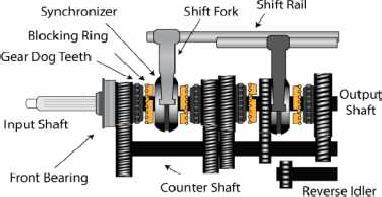 Synchronizer
Shift Fork
Shift Rail
Blocking Ring
Gear Dog Teeth
Output
Shaft
Input Shaft
Front Bearing
Counter Shaft
Reverse Idler